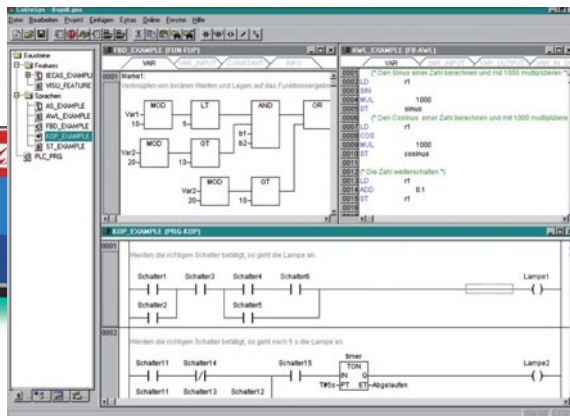 CoDeSys - Bspdt.pro
Datei Bearbeiten Projekt Einfügen Extras Online Fenster Hilfe
Bausteine
Features
VISU_FEATURE
Sprachen
AS_EXAMPLE
AWL_EXAMPLE
FBD_EXAMPLE
KOP_EXAMPLE
ST_EXAMPLE
PLC_PRG
FBD_EXAMPLE (FUN-FUP)
VAR VAR_INPUT CONSTANT INFO
0001 Marke1:
Verknüpfen von binären Werten und Legen auf das Funktionsergebn
MOD LT AND OR
Var1
10 5
b1
b2
MOD GT
Var2
20 10
MOD GT
Var2
20 10
AWL_EXAMPLE (FB-AWL)
VAR VAR_INPUT VAR_OUTPUT
0001 (* Den Sinus einer Zahl berechnen und mit 1000 multiplizieren *)
0002 LD r1
0003 SIN
0004 MUL 1000
0005 ST sinus
0006 (* Den Cosinus einer Zahl berechnen und mit 1000 multipliziere
0007 LD r1
0008 COS
0009 MUL 1000
0010 ST cosinus
0011
0012 (* Die Zahl weiterschalten *)
0013 LD r1
0014 ADD 0.1
0015 ST r1
0016
KOP_EXAMPLE (PRG-KOP)
0001
Werden die richtigen Schalter betätigt, so geht die Lampe an.
Schalter1 Schalter3 Schalter4 Schalter6 Lampe1
Schalter2 Schalter5
0002
Werden die richtigen Schalter betätigt, so geht nach 5 s die Lampe an.
timer
Schalter11 Schalter14 Schalter15 TON Lampe2
IN Q
T#5s PT ET Abgelaufen
Schalter11 Schalter13 Schalter12